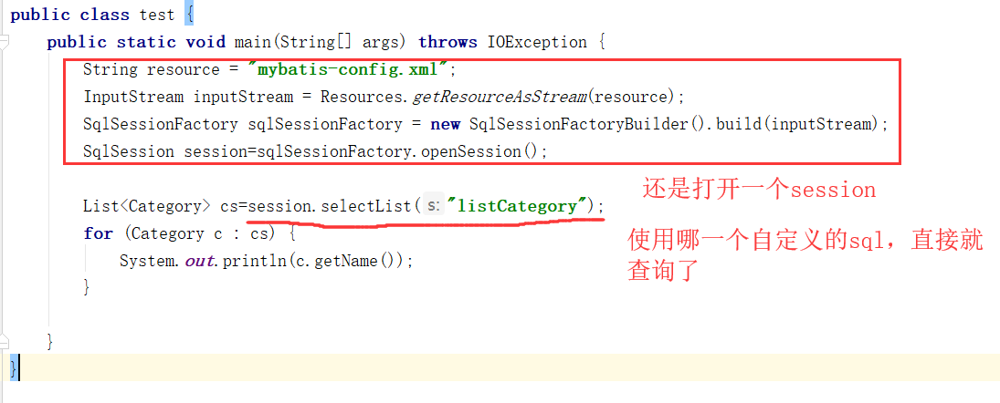 public class test {
public static void main(String[] args) throws IOException {
String resource = "mybatis-config.xml";
InputStream inputStream = Resources.getResourceAsStream(resource);
SqlSessionFactory sqlSessionFactory = new SqlSessionFactoryBuilder().build(inputStream);
SqlSession session=sqlSessionFactory.openSession();
还是打开一个session
List<Category> cs=session.selectList( s: "listCategory");
for (Category c : cs) {
使用哪一个自定义的sql，直接就
查询了
System.out.println(c.getName());
}
}
}